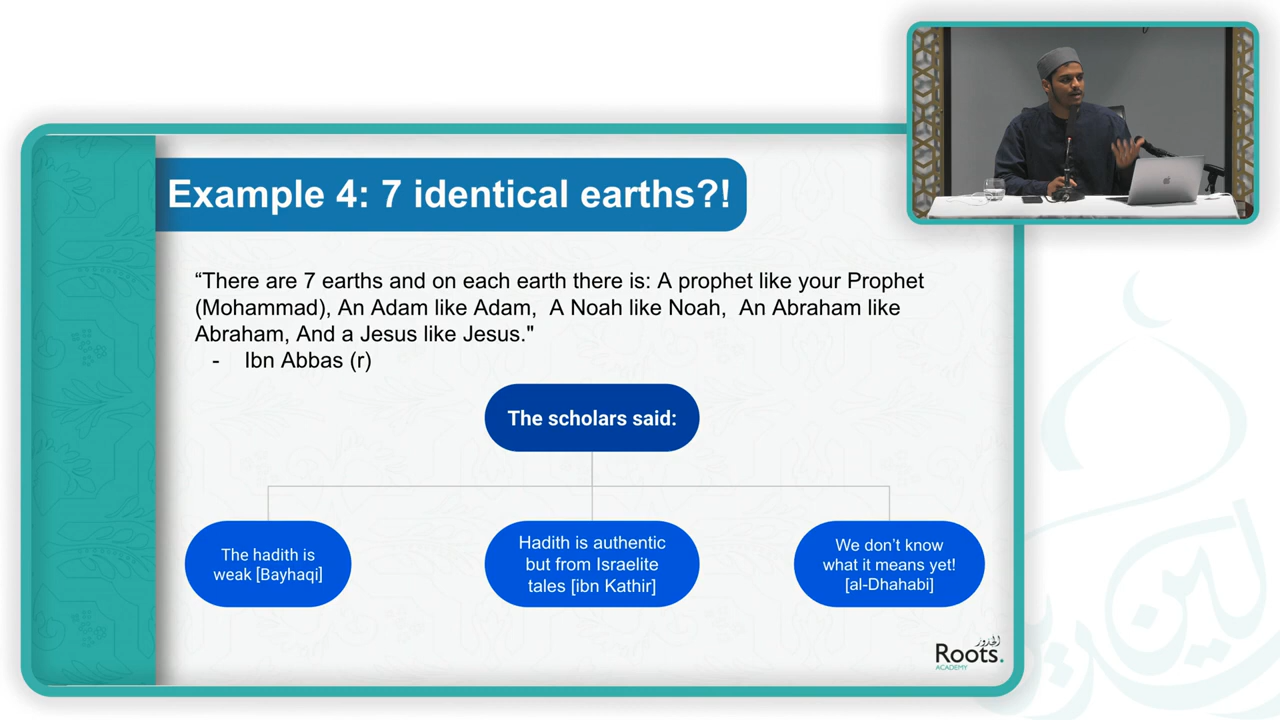 Example 4: 7 identical earths?!
“There are 7 earths and on each earth there is: A prophet like your Prophet
(Mohammad), An Adam like Adam,  A Noah like Noah,  An Abraham like
Abraham, And a Jesus like Jesus."
-    Ibn Abbas (r)
The scholars said:
The hadith is
weak [Bayhaqi]
Hadith is authentic
but from Israelite
tales [ibn Kathir]
We don’t know
what it means yet!
[al-Dhahabi]
الجذور
Roots.
ACADEMY